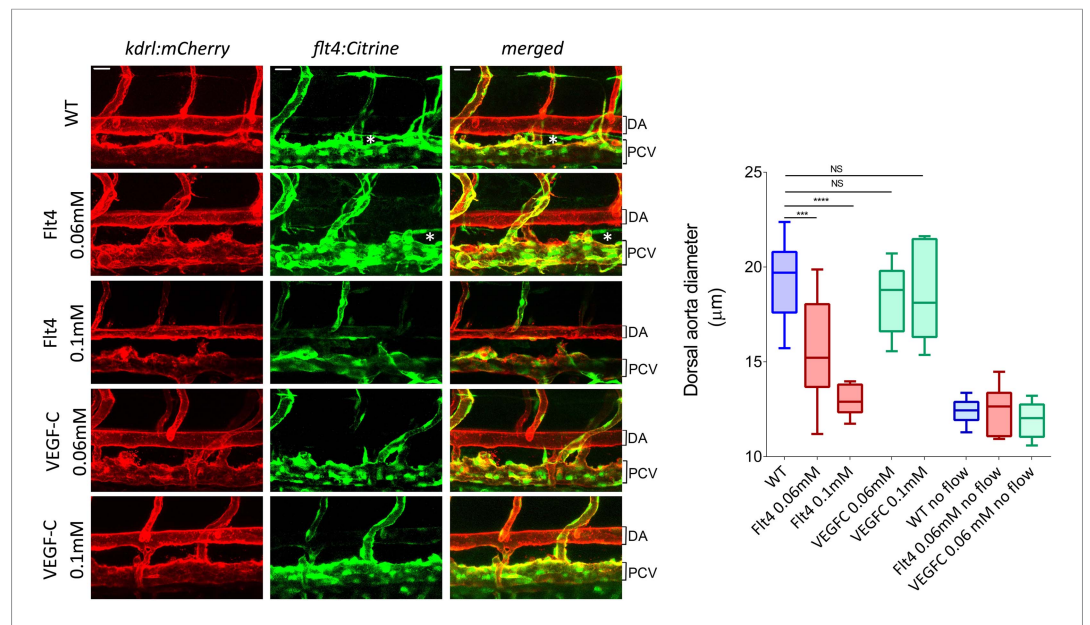 kdrl:mCherry flt4:Citrine merged
WT
DA
PCV
*
*
Flt4
0.06mM
DA
PCV
*
*
Flt4
0.1mM
DA
PCV
VEGF-C
0.06mM
DA
PCV
VEGF-C
0.1mM
DA
PCV
Dorsal aorta diameter
(μm)
25
20
15
10
NS
NS
****
***
WT
Flt4 0.06mM
Flt4 0.1mM
VEGFC 0.06mM
VEGFC 0.1mM
WT no flow
Flt4 0.06mM no flow
VEGFC 0.06 mM no flow